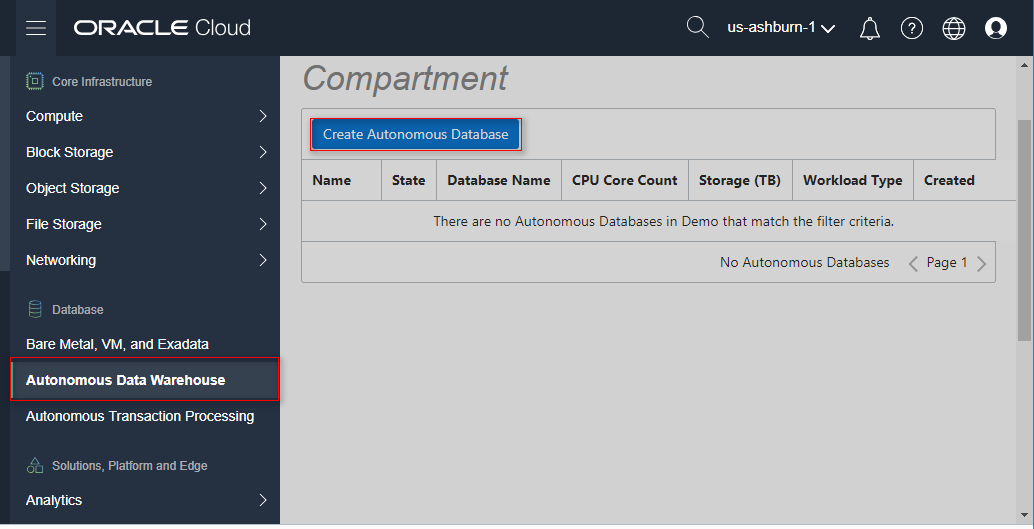 ORACLE Cloud
us-ashburn-1
Core Infrastructure
Compute
Block Storage
Object Storage
File Storage
Networking
Database
Bare Metal, VM, and Exadata
Autonomous Data Warehouse
Autonomous Transaction Processing
Solutions, Platform and Edge
Analytics
Compartment
Create Autonomous Database
Name State Database Name CPU Core Count Storage (TB) Workload Type Created
There are no Autonomous Databases in Demo that match the filter criteria.
No Autonomous Databases Page 1